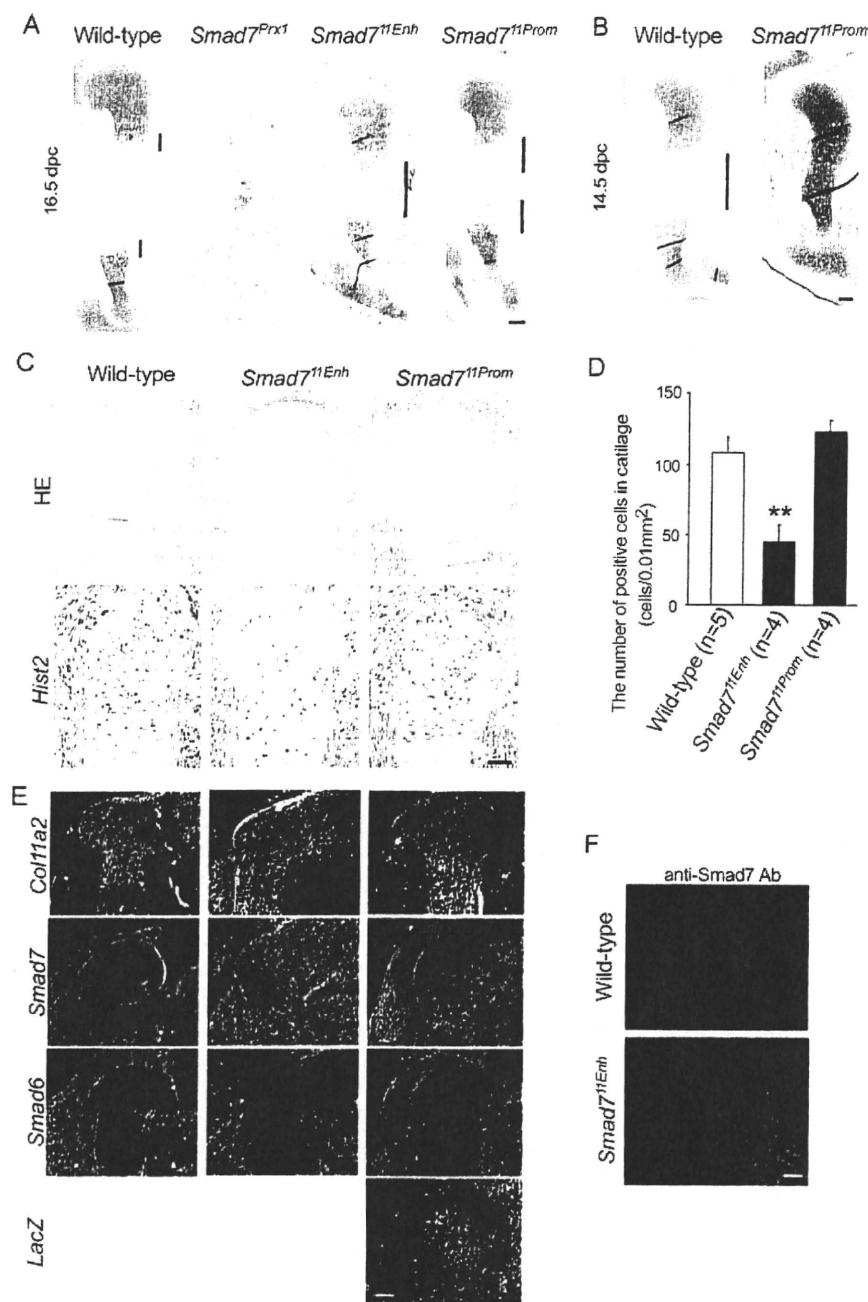 A
Wild-type Smad7Prx1 Smad711Enh Smad711Prom
16.5 dpc
B
Wild-type Smad711Prom
14.5 dpc
C
Wild-type Smad711Enh Smad711Prom
HE
Hist2
D
The number of positive cells in catilage
(cells/0.01mm2)
150
100
50
0
**
Wild-type (n=5)
Smad711Enh (n=4)
Smad711Prom (n=4)
E
Col11a2
Smad7
Smad6
LacZ
F
anti-Smad7 Ab
Wild-type
Smad711Enh